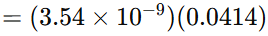 = (3.54 × 10⁻⁹)(0.0414)